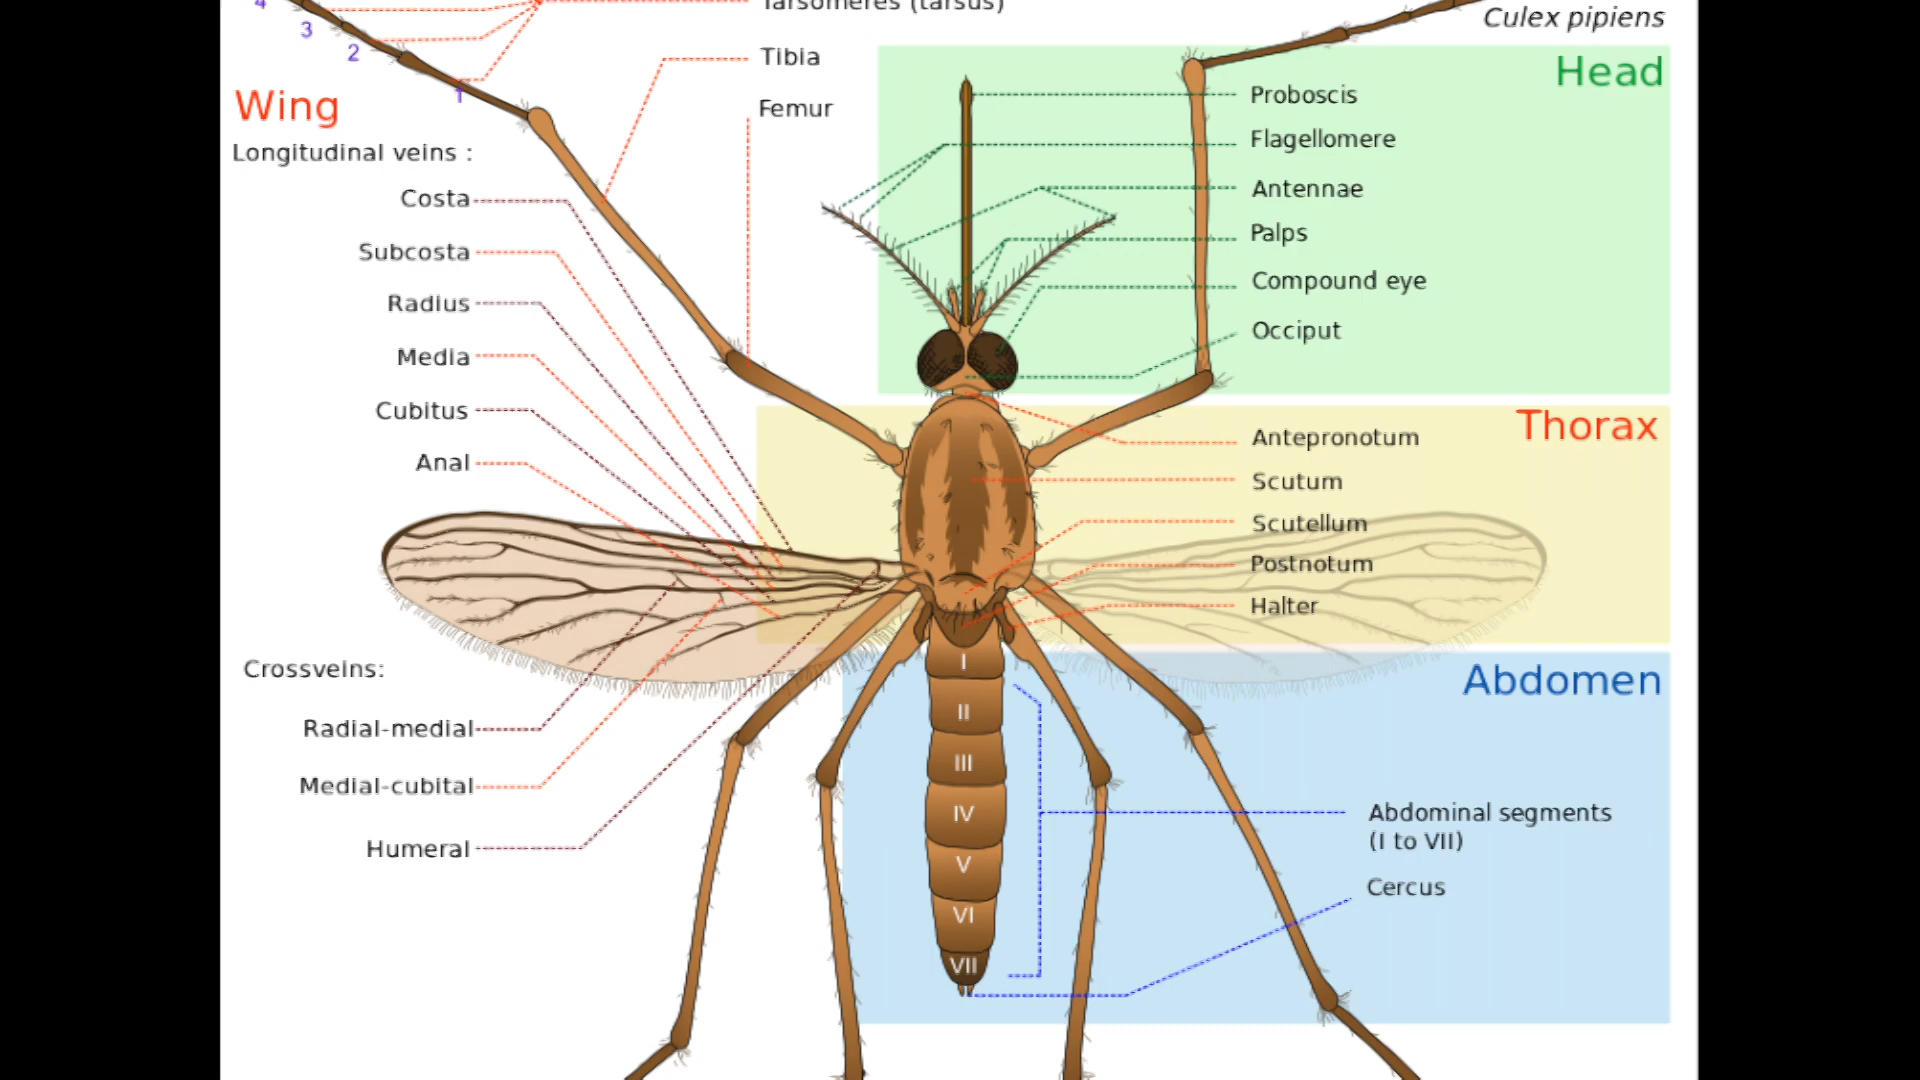 Tarsomeres (tarsus)
Culex pipiens
4
3
2
1
Tibia
Femur
Wing
Longitudinal veins :
Costa
Subcosta
Radius
Media
Cubitus
Anal
Crossveins:
Radial-medial
Medial-cubital
Humeral
Head
Proboscis
Flagellomere
Antennae
Palps
Compound eye
Occiput
Thorax
Antepronotum
Scutum
Scutellum
Postnotum
Halter
Abdomen
I
II
III
IV
V
VI
VII
Abdominal segments
(I to VII)
Cercus